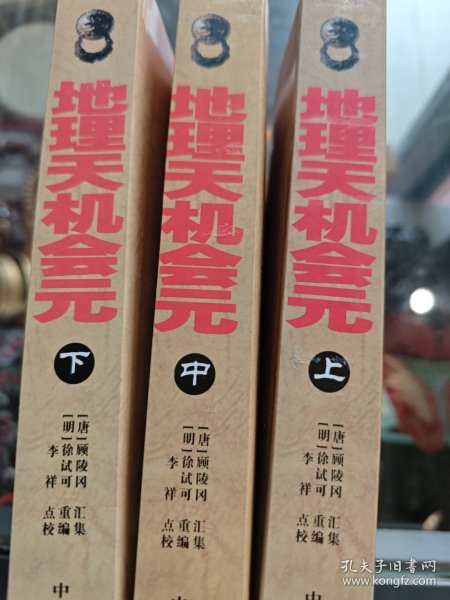 地理天机会元
下
[唐]顾陵冈 汇集
[明]徐试可 重编
李祥 点校
中
地理天机会元
中
[唐]顾陵冈 汇集
[明]徐试可 重编
李祥 点校
地理天机会元
上
[唐]顾陵冈 汇集
[明]徐试可 重编
李祥 点校
中
孔夫子旧书网
www.kongfz.com